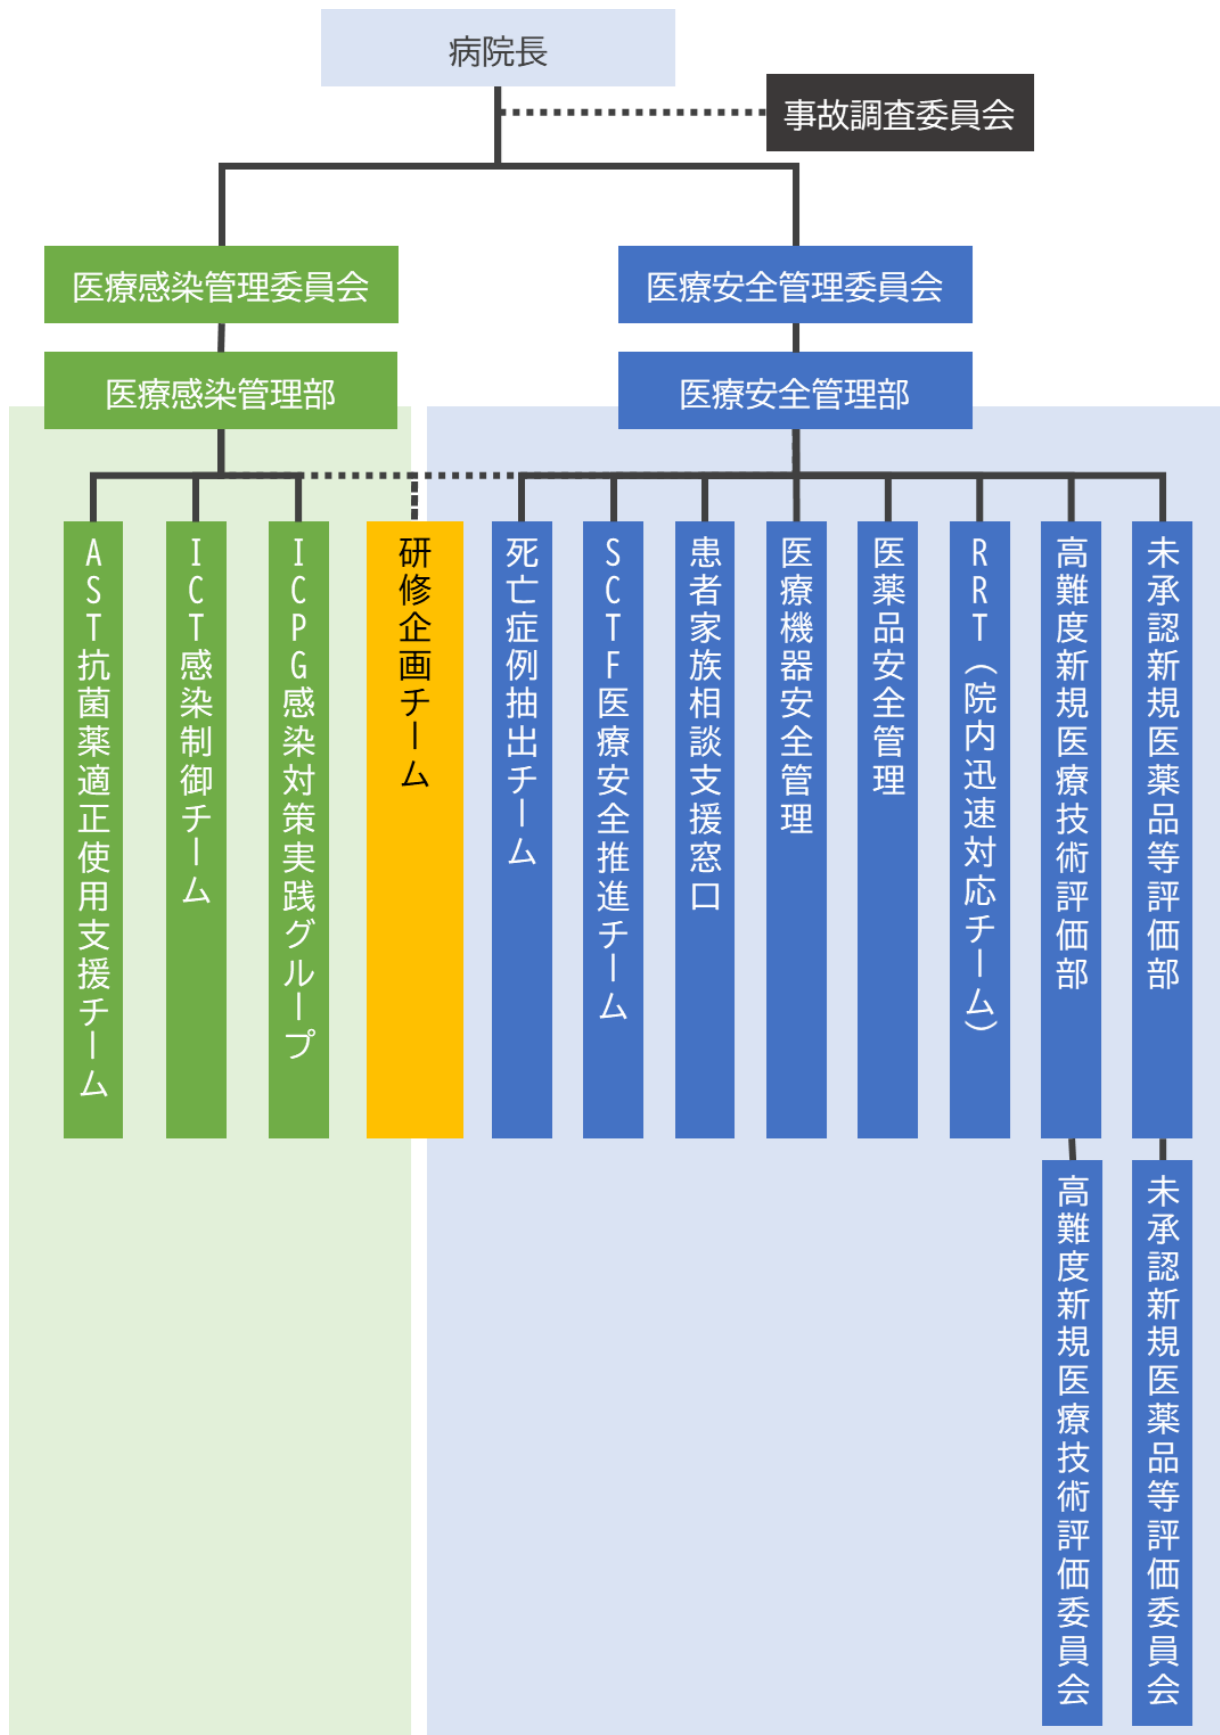 病院長
事故調査委員会
医療感染管理委員会
医療安全管理委員会
医療感染管理部
医療安全管理部
AST抗菌薬適正使用支援チーム
ICT感染制御チーム
ICPG感染対策実践グループ
研修企画チーム
死亡症例抽出チーム
SCTF医療安全推進チーム
患者家族相談支援窓口
医療機器安全管理
医薬品安全管理
RRT（院内迅速対応チーム）
高難度新規医療技術評価部
未承認新規医薬品等評価部
高難度新規医療技術評価委員会
未承認新規医薬品等評価委員会